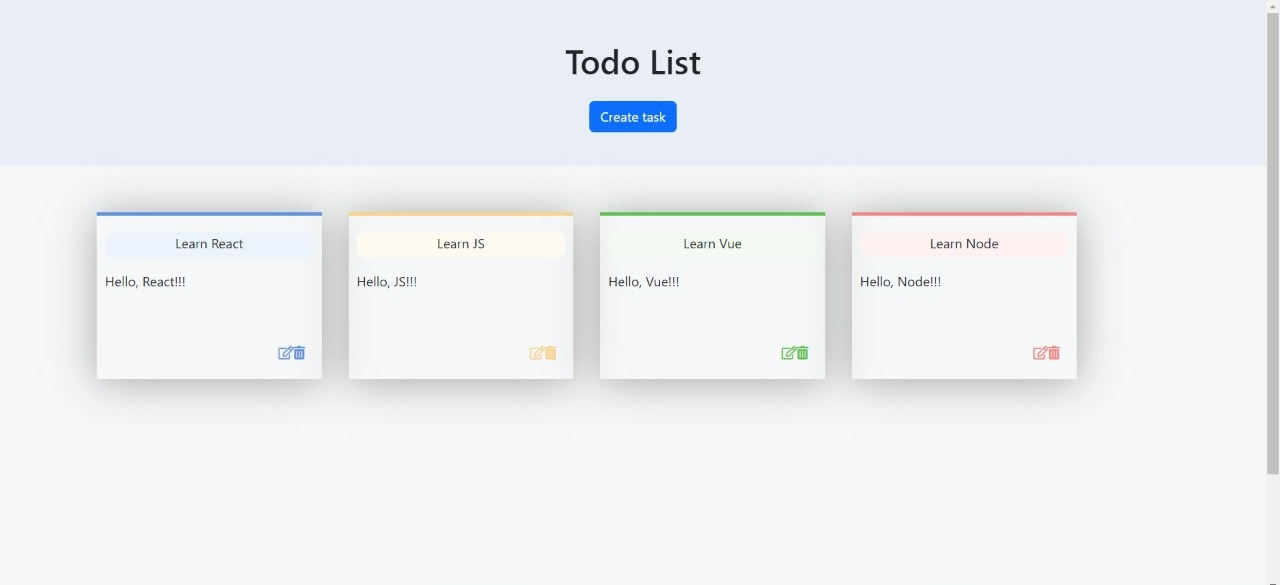 Todo List
Create task
Learn React
Hello, React!!!
Learn JS
Hello, JS!!!
Learn Vue
Hello, Vue!!!
Learn Node
Hello, Node!!!